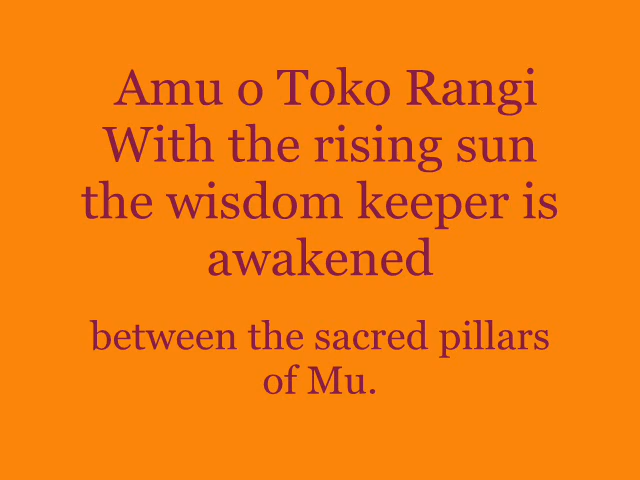 Amu o Toko Rangi
With the rising sun
the wisdom keeper is
awakened
between the sacred pillars
of Mu.